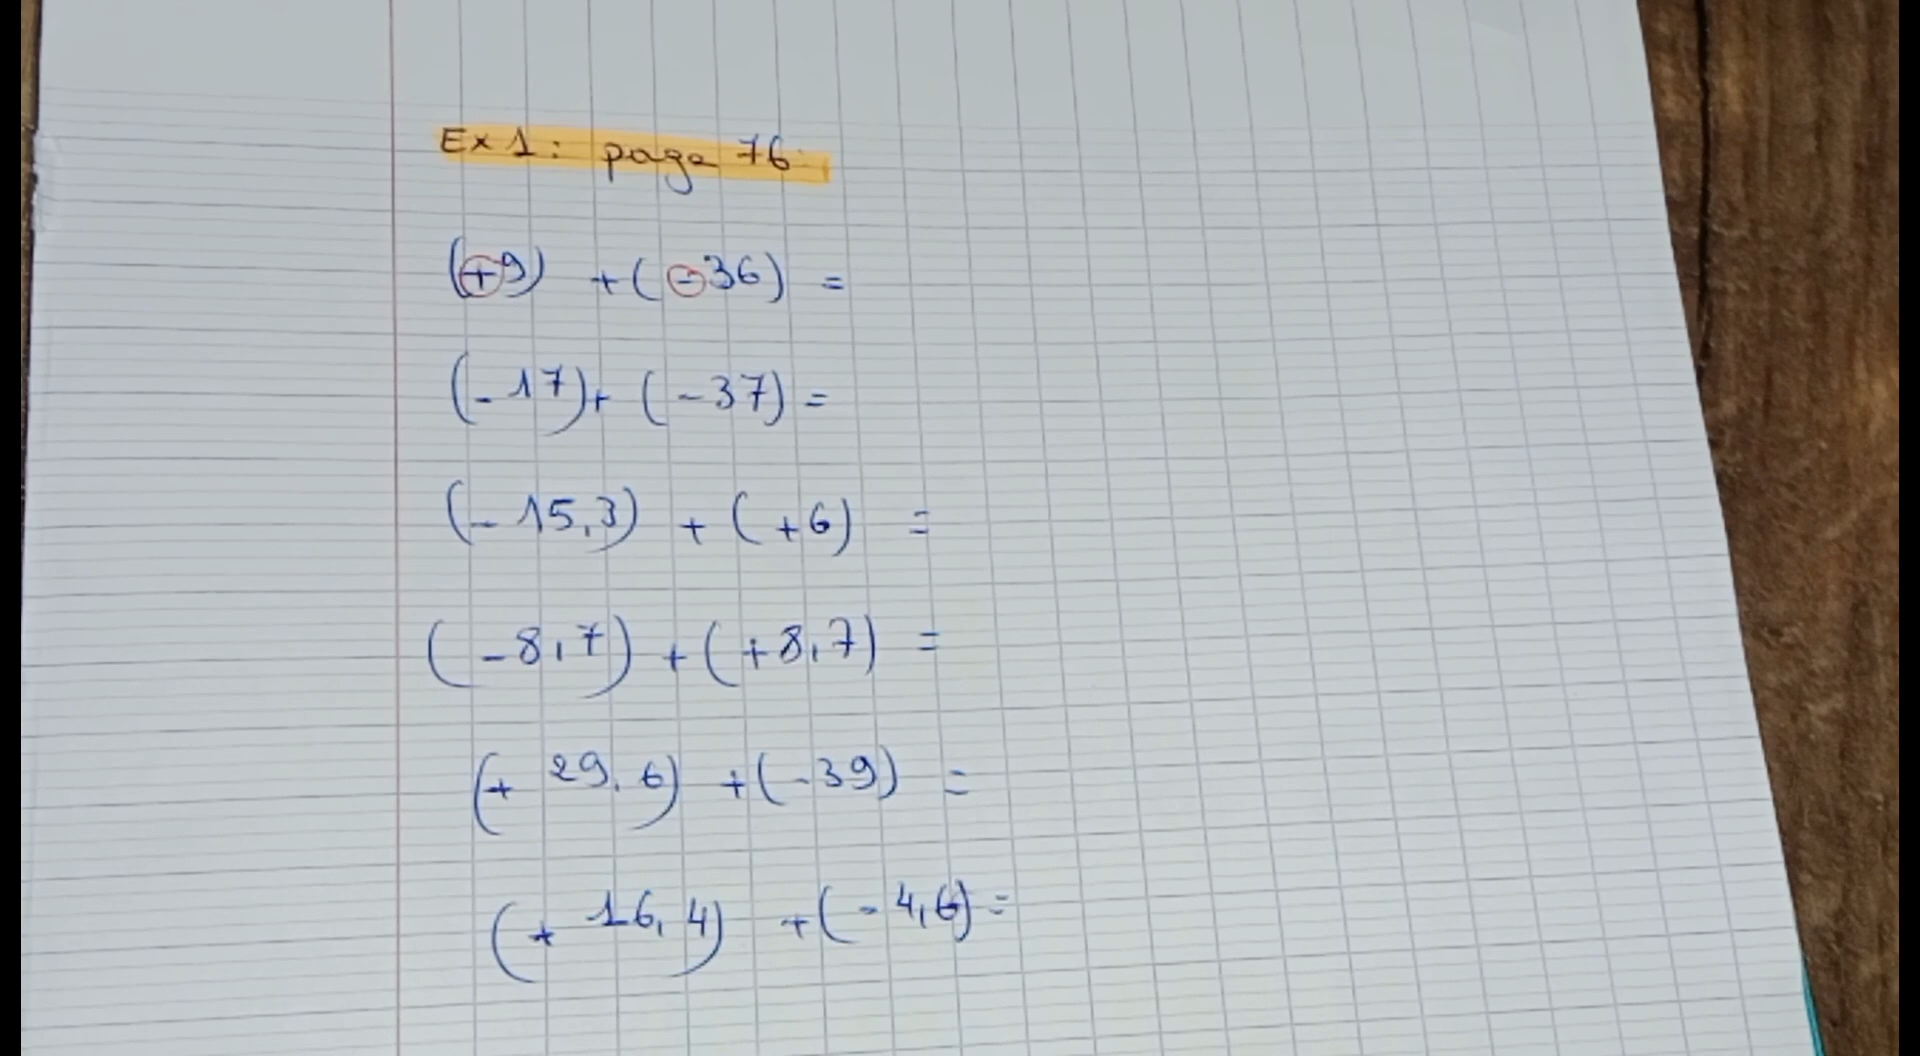 Ex 1: page 76
(+9) + (-36) =
(-17)+ (-37) =
(- 15,3) + (+6) =
(-8,7) + (+8,7) =
(+ 29,6) + (-39) =
(+ 16,4) + (- 4,6) =